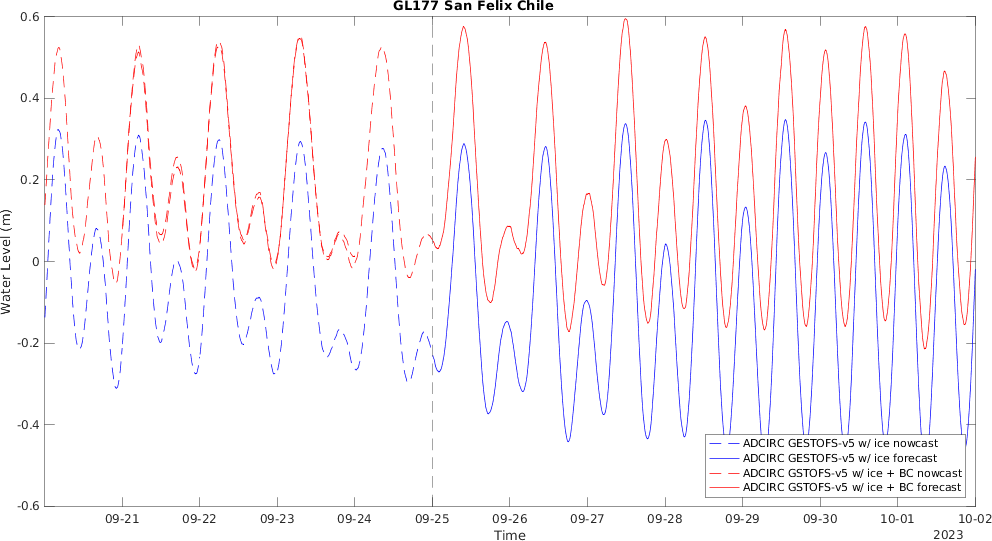 GL177 San Felix Chile
0.6
0.4
0.2
0
-0.2
-0.4
-0.6
Water Level (m)
ADCIRC GESTOFS-v5 w/ ice nowcast
ADCIRC GESTOFS-v5 w/ ice forecast
ADCIRC GSTOFS-v5 w/ ice + BC nowcast
ADCIRC GSTOFS-v5 w/ ice + BC forecast
09-21 09-22 09-23 09-24 09-25 09-26 09-27 09-28 09-29 09-30 10-01 10-02
Time
2023